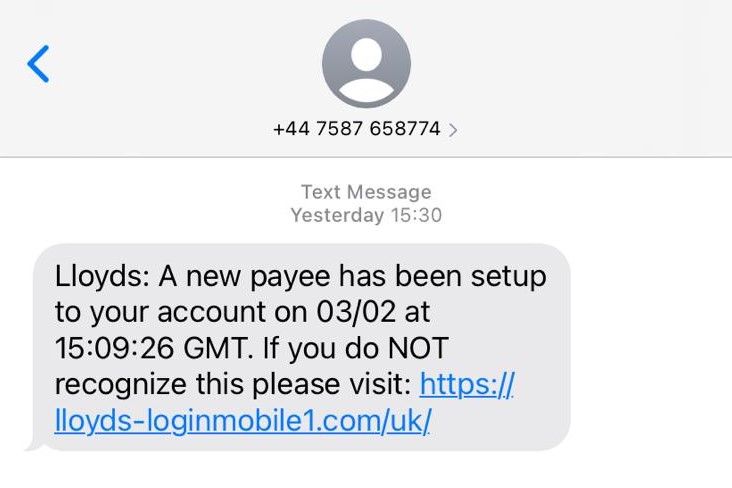 +44 7587 658774
Text Message
Yesterday 15:30
Lloyds: A new payee has been setup
to your account on 03/02 at
15:09:26 GMT. If you do NOT
recognize this please visit: https://
lloyds-loginmobile1.com/uk/